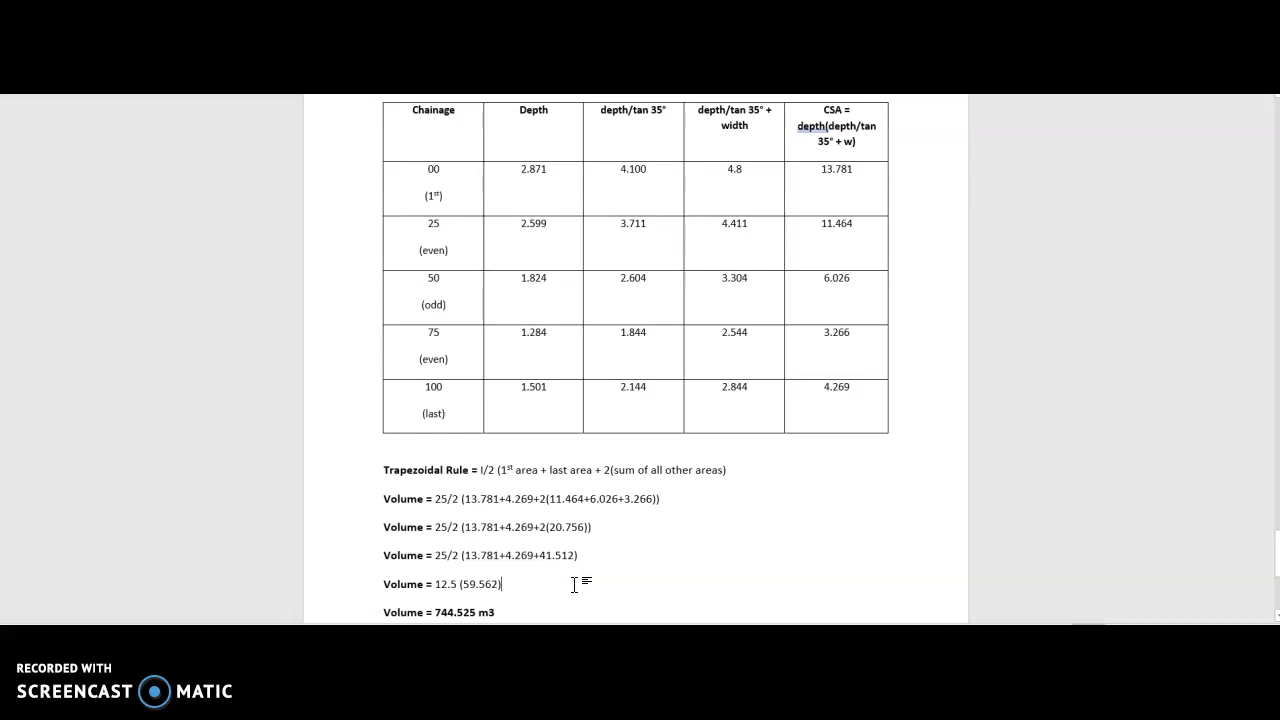 Chainage Depth depth/tan 35° depth/tan 35° + CSA =
width depth(depth/tan
35° + w)
00 2.871 4.100 4.8 13.781
(1st)
25 2.599 3.711 4.411 11.464
(even)
50 1.824 2.604 3.304 6.026
(odd)
75 1.284 1.844 2.544 3.266
(even)
100 1.501 2.144 2.844 4.269
(last)
Trapezoidal Rule = I/2 (1st area + last area + 2(sum of all other areas)
Volume = 25/2 (13.781+4.269+2(11.464+6.026+3.266))
Volume = 25/2 (13.781+4.269+2(20.756))
Volume = 25/2 (13.781+4.269+41.512)
Volume = 12.5 (59.562)
Volume = 744.525 m3
RECORDED WITH
SCREENCAST MATIC